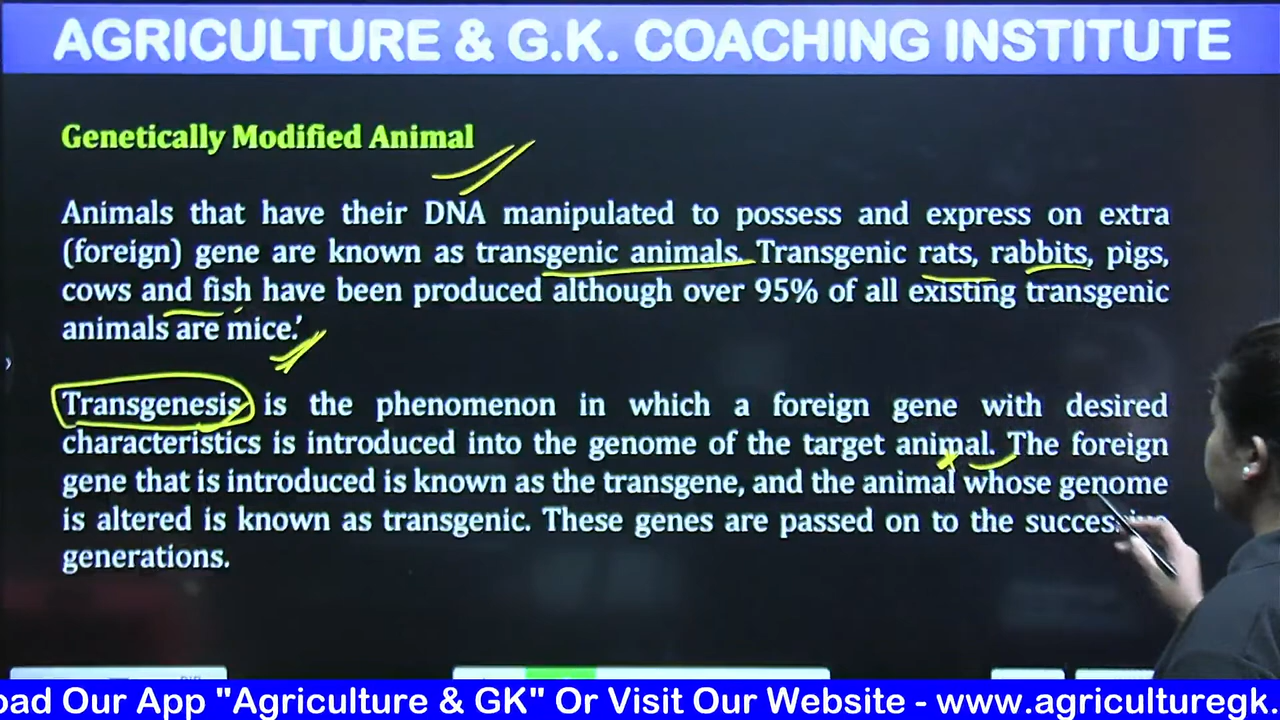 AGRICULTURE & G.K. COACHING INSTITUTE
Genetically Modified Animal
Animals that have their DNA manipulated to possess and express on extra
(foreign) gene are known as transgenic animals. Transgenic rats, rabbits, pigs,
cows and fish have been produced although over 95% of all existing transgenic
animals are mice.'
Transgenesis is the phenomenon in which a foreign gene with desired
characteristics is introduced into the genome of the target animal. The foreign
gene that is introduced is known as the transgene, and the animal whose genome
is altered is known as transgenic. These genes are passed on to the
generations.
Our App "Agriculture & GK" Or Visit Our Website - www.agriculturegk.